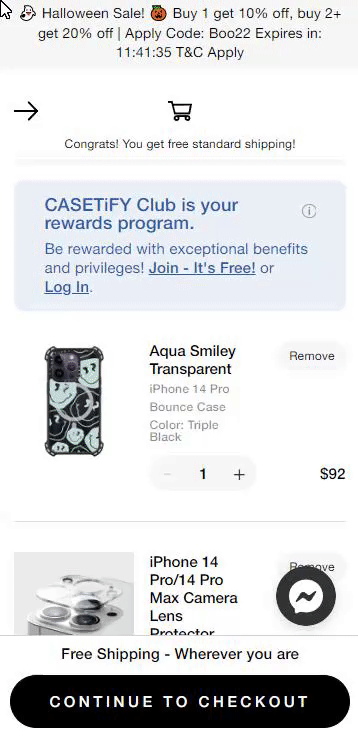 Halloween Sale! 🎃 Buy 1 get 10% off, buy 2+
get 20% off | Apply Code: Boo22 Expires in:
11:41:35 T&C Apply
Congrats! You get free standard shipping!
CASETiFY Club is your
rewards program.
Be rewarded with exceptional benefits
and privileges! Join - It's Free! or
Log In.
Aqua Smiley
Transparent
Remove
iPhone 14 Pro
Bounce Case
Color: Triple
Black
− 1 +
$92
iPhone 14
Pro/14 Pro
Max Camera
Lens
Protector
Remove
Free Shipping - Wherever you are
CONTINUE TO CHECKOUT